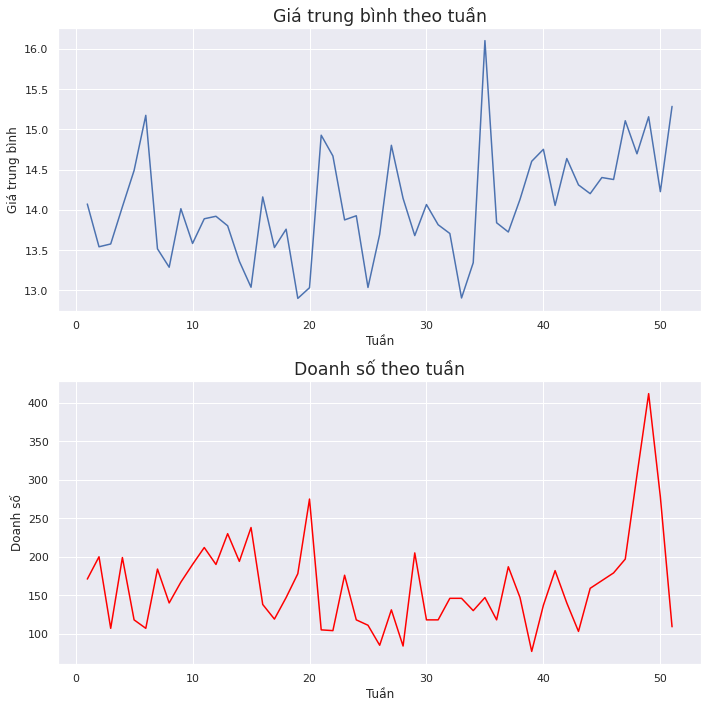 Giá trung bình theo tuần
16.0
15.5
15.0
14.5
14.0
13.5
13.0
Giá trung bình
0 10 20 30 40 50
Tuần
Doanh số theo tuần
400
350
300
250
200
150
100
Doanh số
0 10 20 30 40 50
Tuần